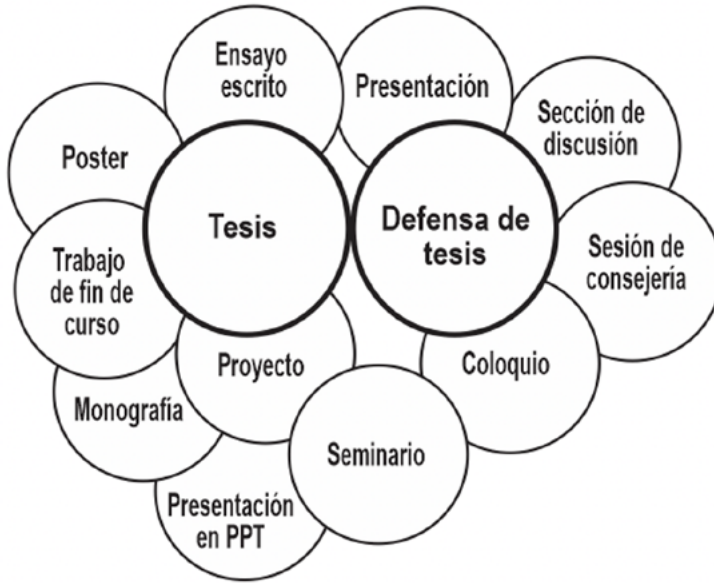 Ensayo
escrito
Presentación
Sección de
discusión
Poster
Tesis
Defensa de
tesis
Sesión de
consejería
Trabajo
de fin de
curso
Proyecto
Coloquio
Monografía
Seminario
Presentación
en PPT